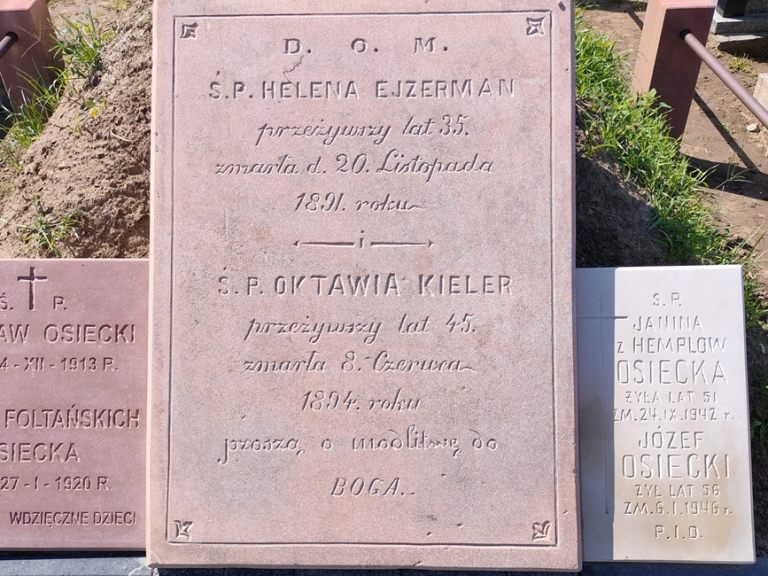 D. O. M.
Ś.P. HELENA EJZERMAN
przeżywszy lat 35.
zmarła d. 20. Listopada
1891. roku
i
Ś.P. OKTAWIA KIELER
przeżywszy lat 45.
zmarła 8. Czerwca
1894. roku
proszą o modlitwę do
BOGA.
Ś. P.
AW OSIECKI
4-XII-1913 R.
FOLTAŃSKICH
SIECKA
27-I-1920 R.
WDZIĘCZNE DZIECI
Ś.P.
JANINA
z HEMPLOW
OSIECKA
ŻYŁA LAT 51
ZM.24.IX.1942 r.
JÓZEF
OSIECKI
ŻYŁ LAT 56
ZM.6.I.1946 r.
P.I.D.